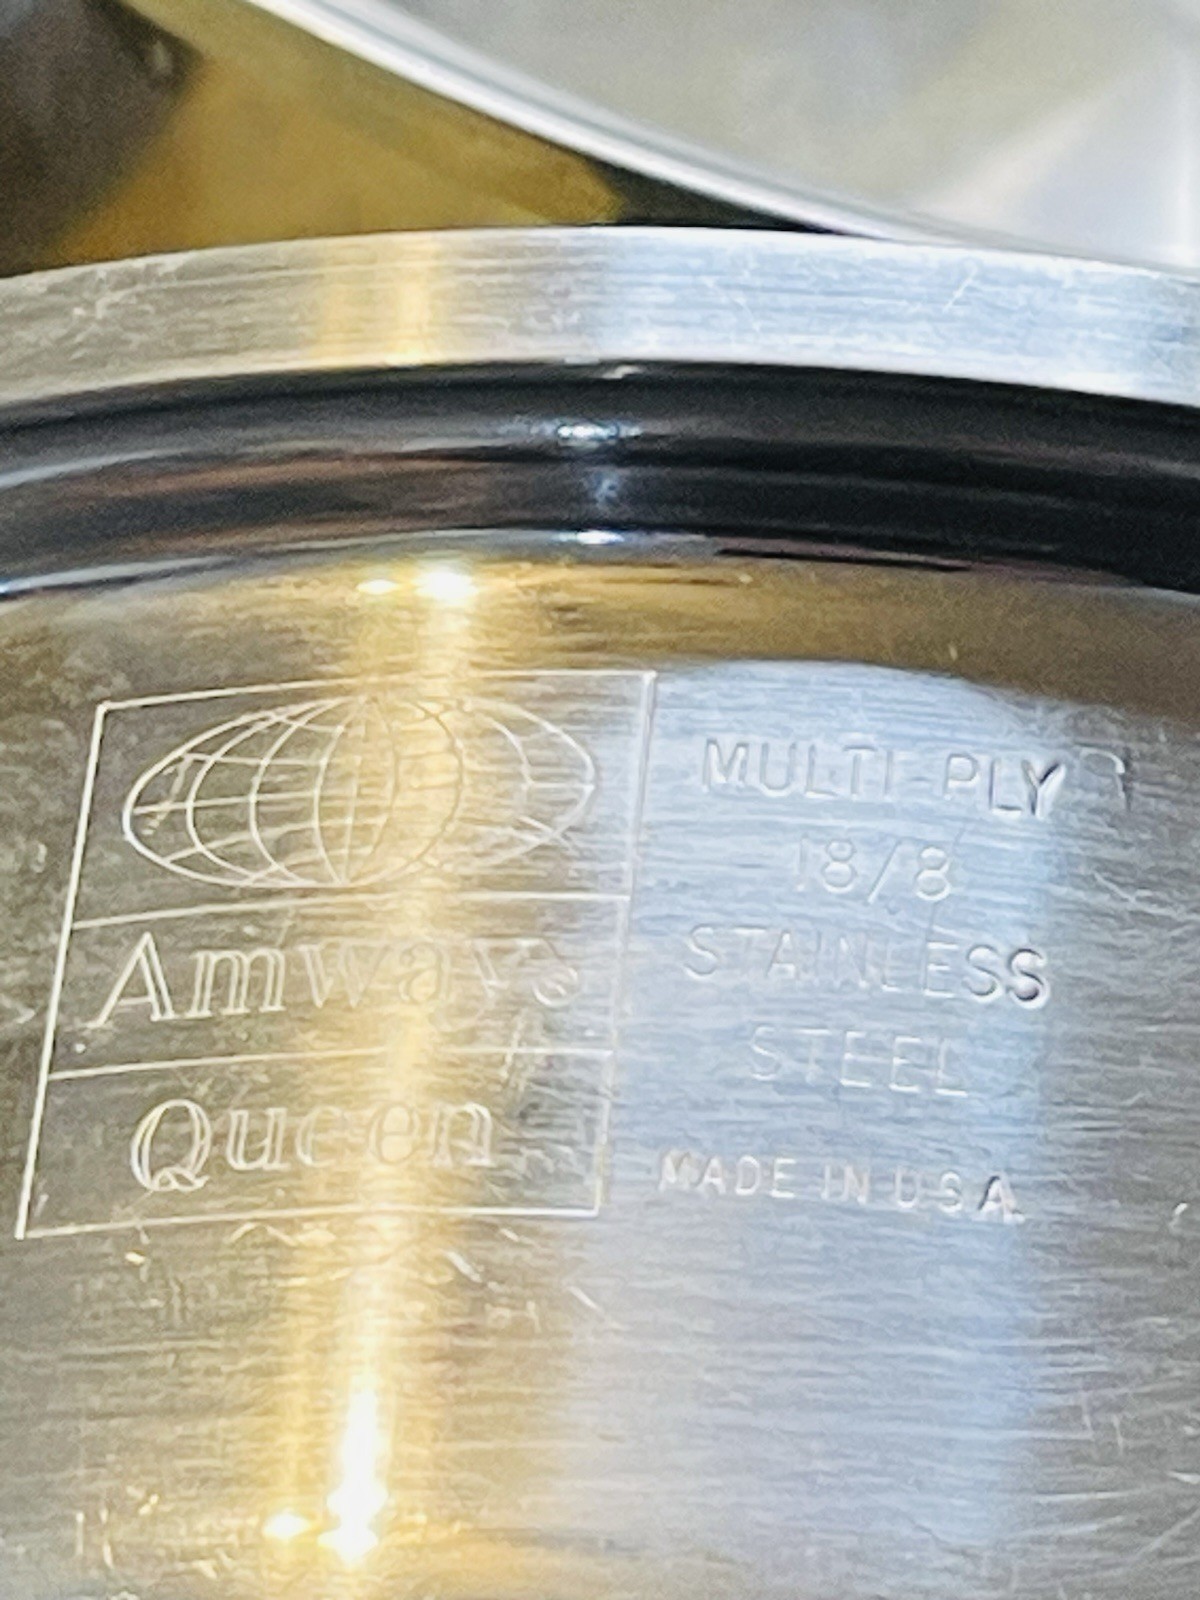 Amway®
Queen
MULTI-PLY
18/8
STAINLESS
STEEL
MADE IN U.S.A.